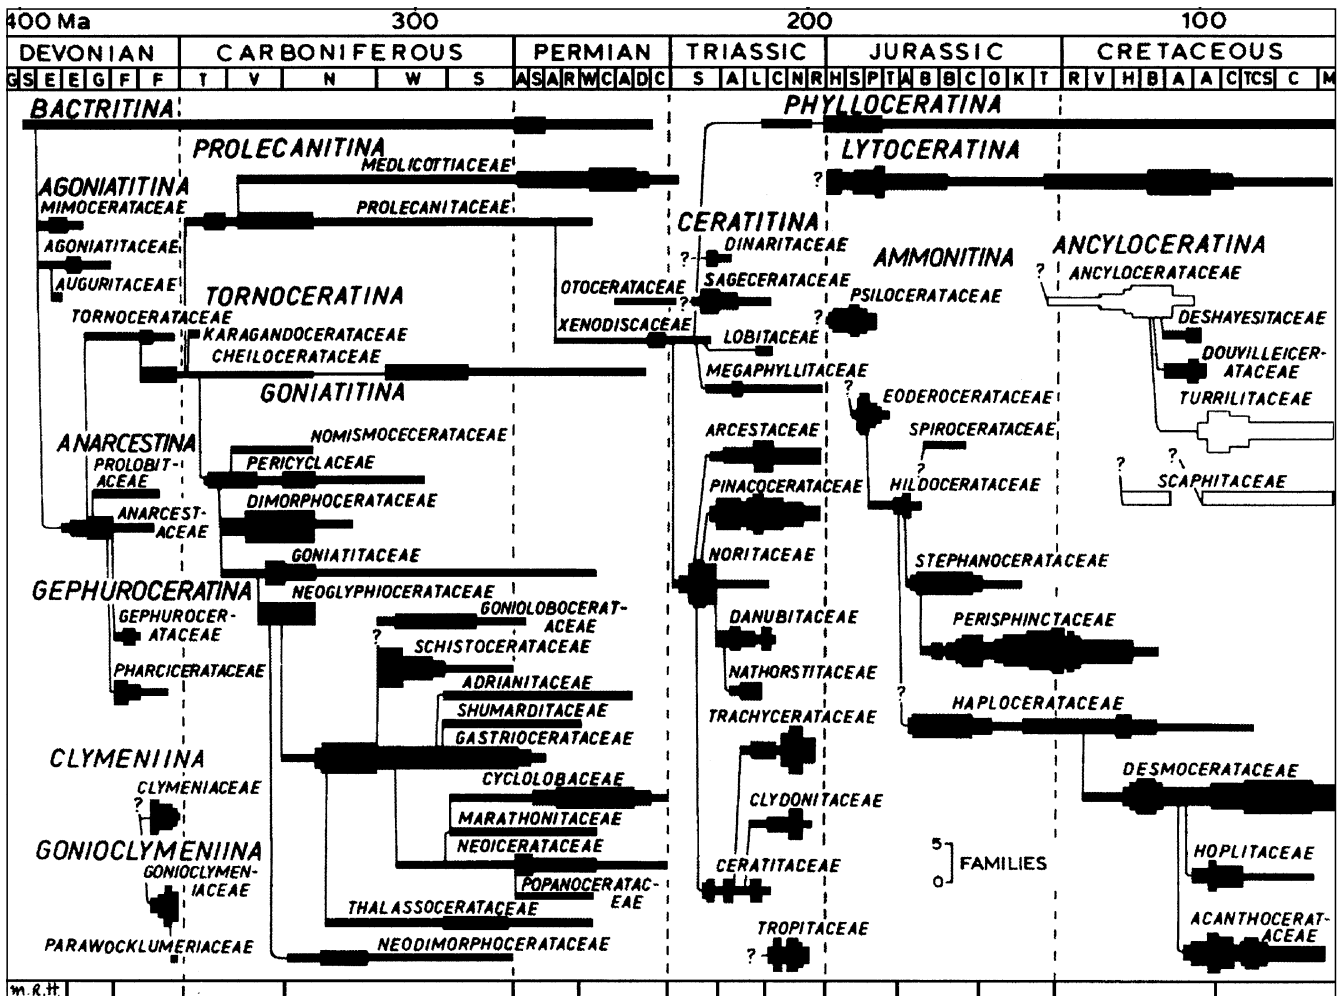 400 Ma 300 200 100
DEVONIAN CARBONIFEROUS PERMIAN TRIASSIC JURASSIC CRETACEOUS
G S E E G F F T V N W S A S A R W C A D C S A L C N R H S P T A B B C O K T R V H B A A C T C S C M
BACTRITINA
PHYLLOCERATINA
PROLECANITINA
LYTOCERATINA
MEDLICOTTIACEAE
?
AGONIATITINA
MIMOCERATACEAE
PROLECANITACEAE
CERATITINA
DINARITACEAE
?
AGONIATITACEAE
AMMONITINA
ANCYLOCERATINA
? ANCYLOCERATACEAE
AUGURITACEAE
OTOCERATACEAE
? SAGECERATACEAE
PSILOCERATACEAE
?
TORNOCERATINA
TORNOCERATACEAE
KARAGANDOCERATACEAE
XENODISCACEAE
LOBITACEAE
DESHAYESITACEAE
CHEILOCERATACEAE
DOUVILLEICER-
ATACEAE
MEGAPHYLLITACEAE
GONIATITINA
?
EODEROCERATACEAE
TURRILITACEAE
ANARCESTINA
NOMISMOCECERATACEAE
ARCESTACEAE
SPIROCERATACEAE
?
PROLOBIT-
ACEAE
PERICYCLACEAE
? ?
SCAPHITACEAE
PINACOCERATACEAE
HILDOCERATACEAE
DIMORPHOCERATACEAE
ANARCEST-
ACEAE
GONIATITACEAE
NORITACEAE
STEPHANOCERATACEAE
GEPHUROCERATINA
NEOGLYPHIOCERATACEAE
GEPHUROCER-
ATACEAE
GONIOLOBOCERAT-
ACEAE
?
DANUBITACEAE
PERISPHINCTACEAE
SCHISTOCERATACEAE
PHARCICERATACEAE
ADRIANITACEAE
NATHORSTITACEAE
?
HAPLOCERATACEAE
SHUMARDITACEAE
TRACHYCERATACEAE
GASTRIOCERATACEAE
CLYMENIINA
CLYMENIACEAE
?
CYCLOLOBACEAE
DESMOCERATACEAE
CLYDONITACEAE
MARATHONITACEAE
GONIOCLYMENIINA
NEOICERATACEAE
5
0
FAMILIES
HOPLITACEAE
GONIOCLYMEN-
IACEAE
CERATITACEAE
POPANOCERATAC-
EAE
THALASSOCERATACEAE
ACANTHOCERAT-
ACEAE
TROPITACEAE
?
PARAWOCKLUMERIACEAE
NEODIMORPHOCERATACEAE
M.R.H.